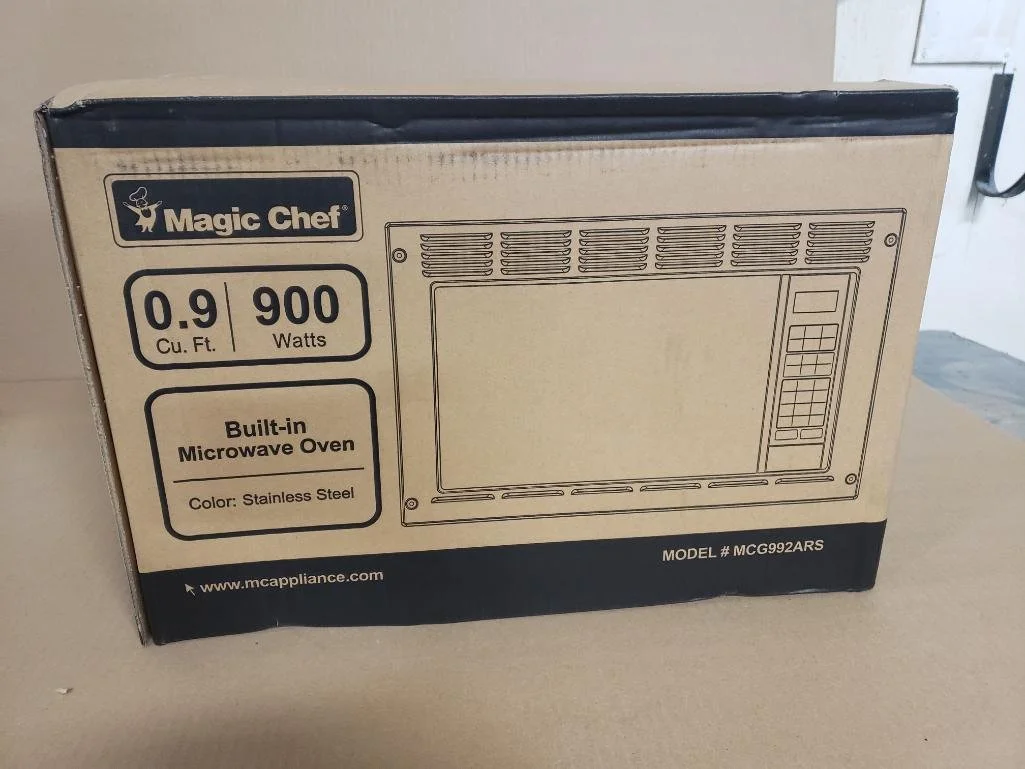 Magic Chef®
0.9 900
Cu. Ft. Watts
Built-in
Microwave Oven
Color: Stainless Steel
MODEL # MCG992ARS
www.mcappliance.com